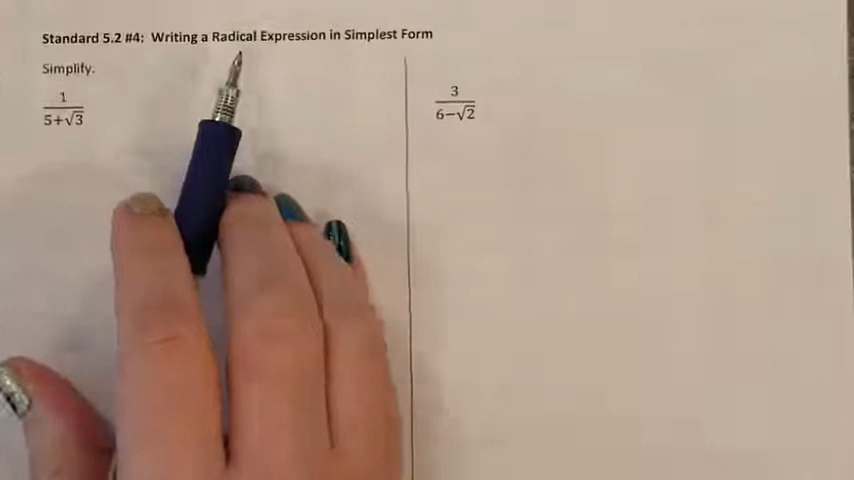 Standard 5.2 #4: Writing a Radical Expression in Simplest Form
Simplify.
1
5+√3
3
6−√2